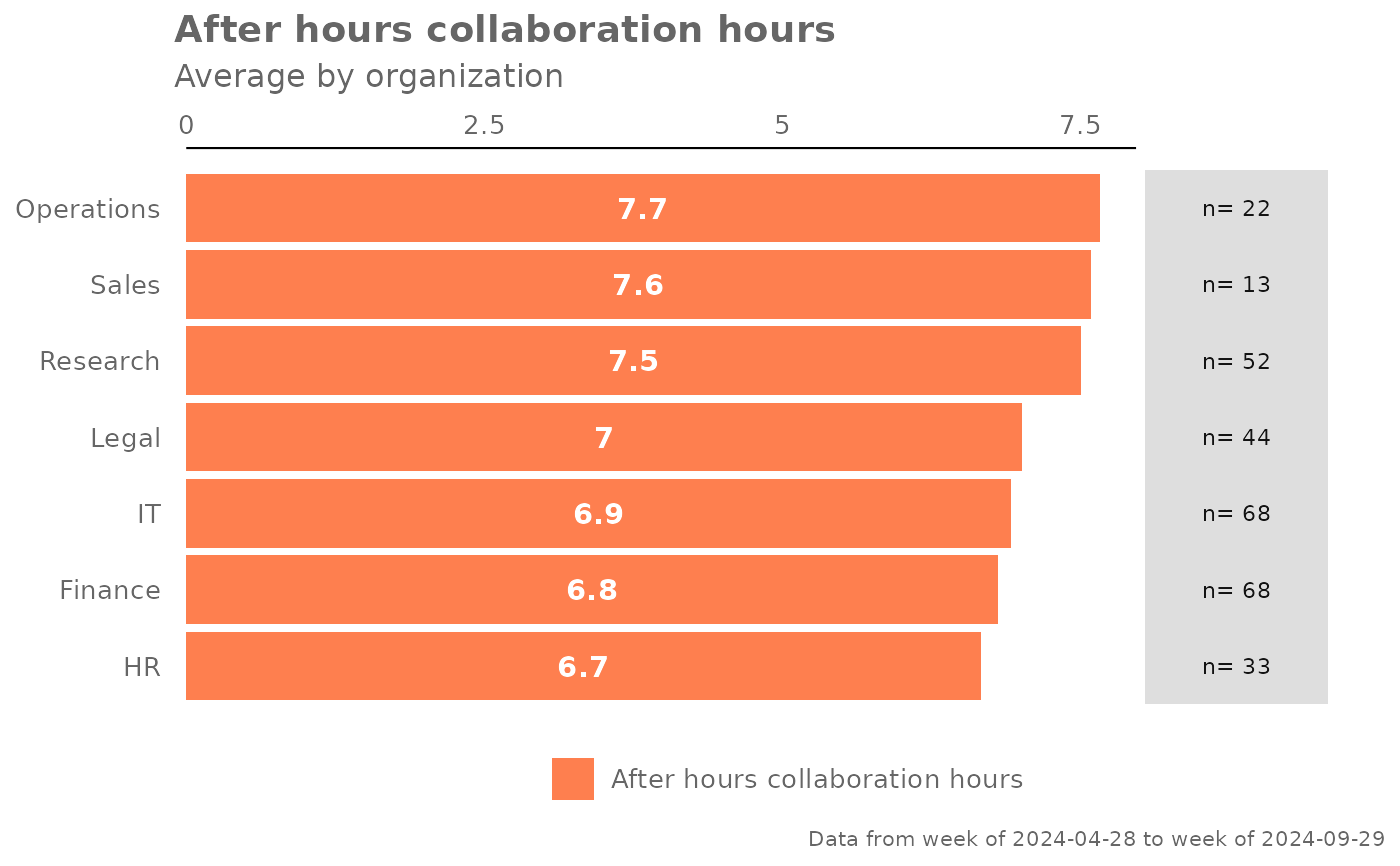 After hours collaboration hours
Average by organization
0 2.5 5 7.5
Operations 7.7 n= 22
Sales 7.6 n= 13
Research 7.5 n= 52
Legal 7 n= 44
IT 6.9 n= 68
Finance 6.8 n= 68
HR 6.7 n= 33
After hours collaboration hours
Data from week of 2024-04-28 to week of 2024-09-29